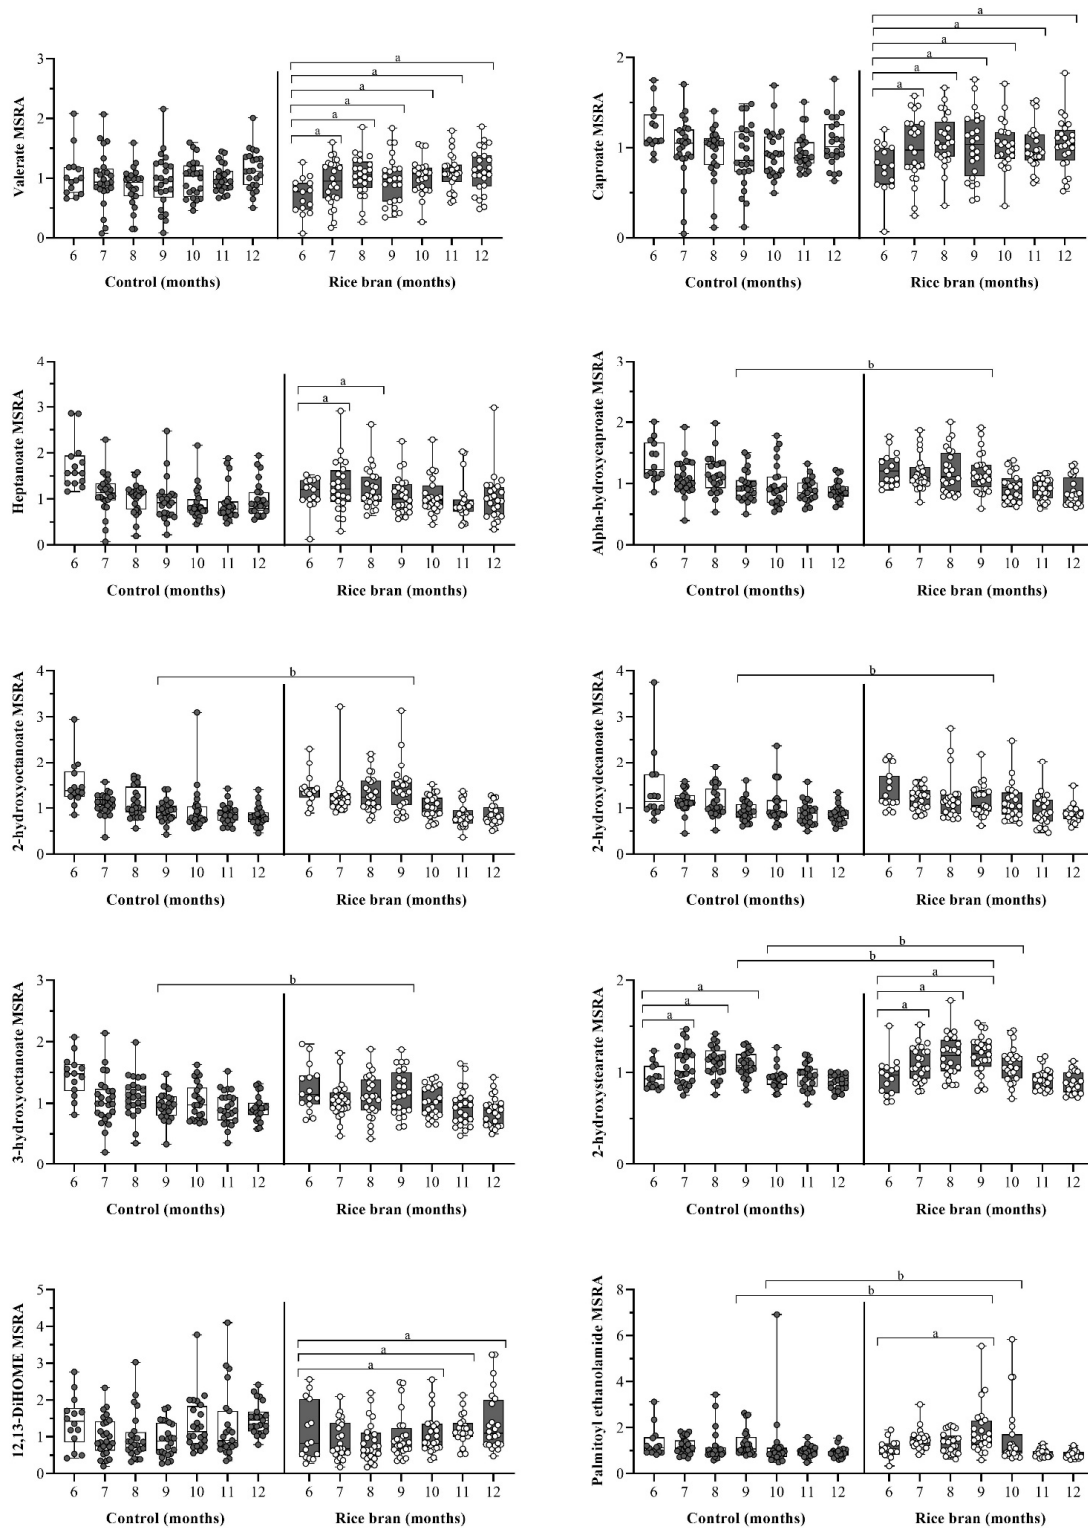 Valerate MSRA
3
2
1
0
a
a
a
a
a
a
6 7 8 9 10 11 12 6 7 8 9 10 11 12
Control (months) Rice bran (months)
Caproate MSRA
2
1
0
a
a
a
a
a
a
6 7 8 9 10 11 12 6 7 8 9 10 11 12
Control (months) Rice bran (months)
Heptanoate MSRA
4
3
2
1
0
a
a
6 7 8 9 10 11 12 6 7 8 9 10 11 12
Control (months) Rice bran (months)
Alpha-hydroxycaproate MSRA
3
2
1
0
b
6 7 8 9 10 11 12 6 7 8 9 10 11 12
Control (months) Rice bran (months)
2-hydroxyoctanoate MSRA
4
3
2
1
0
b
6 7 8 9 10 11 12 6 7 8 9 10 11 12
Control (months) Rice bran (months)
2-hydroxydecanoate MSRA
4
3
2
1
0
b
6 7 8 9 10 11 12 6 7 8 9 10 11 12
Control (months) Rice bran (months)
3-hydroxyoctanoate MSRA
3
2
1
0
b
6 7 8 9 10 11 12 6 7 8 9 10 11 12
Control (months) Rice bran (months)
2-hydroxystearate MSRA
2
1
0
b
b
a
a
a
a
a
a
6 7 8 9 10 11 12 6 7 8 9 10 11 12
Control (months) Rice bran (months)
12,13-DiHOME MSRA
5
4
3
2
1
0
a
a
a
6 7 8 9 10 11 12 6 7 8 9 10 11 12
Control (months) Rice bran (months)
Palmitoyl ethanolamide MSRA
8
6
4
2
0
b
b
a
6 7 8 9 10 11 12 6 7 8 9 10 11 12
Control (months) Rice bran (months)